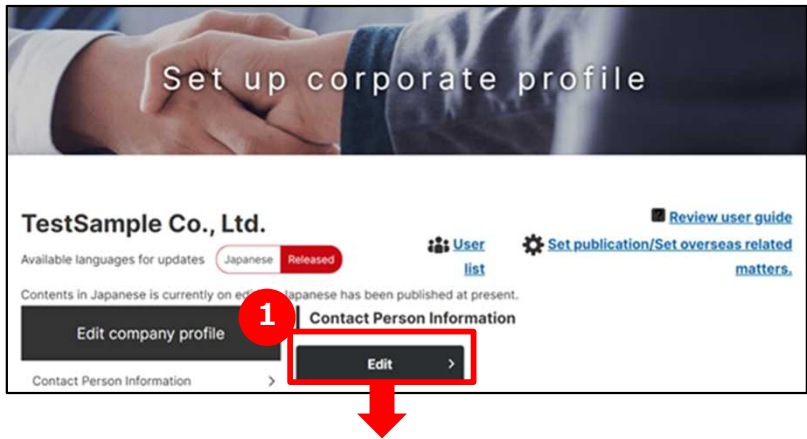 Set up corporate profile
Review user guide
TestSample Co., Ltd.
User list
Set publication/Set overseas related matters.
Available languages for updates
Japanese
Released
Contents in Japanese is currently on
Japanese has been published at present.
1
Contact Person Information
Edit company profile
Edit >
Contact Person Information >